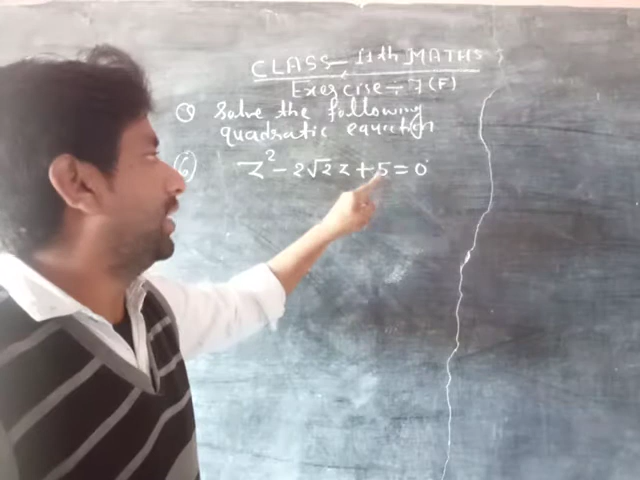 CLASS- 11th MATHS
Exercise ÷ 7(F)
Q Solve the following
quadratic equation
(6) z² - 2√2 z + 5 = 0